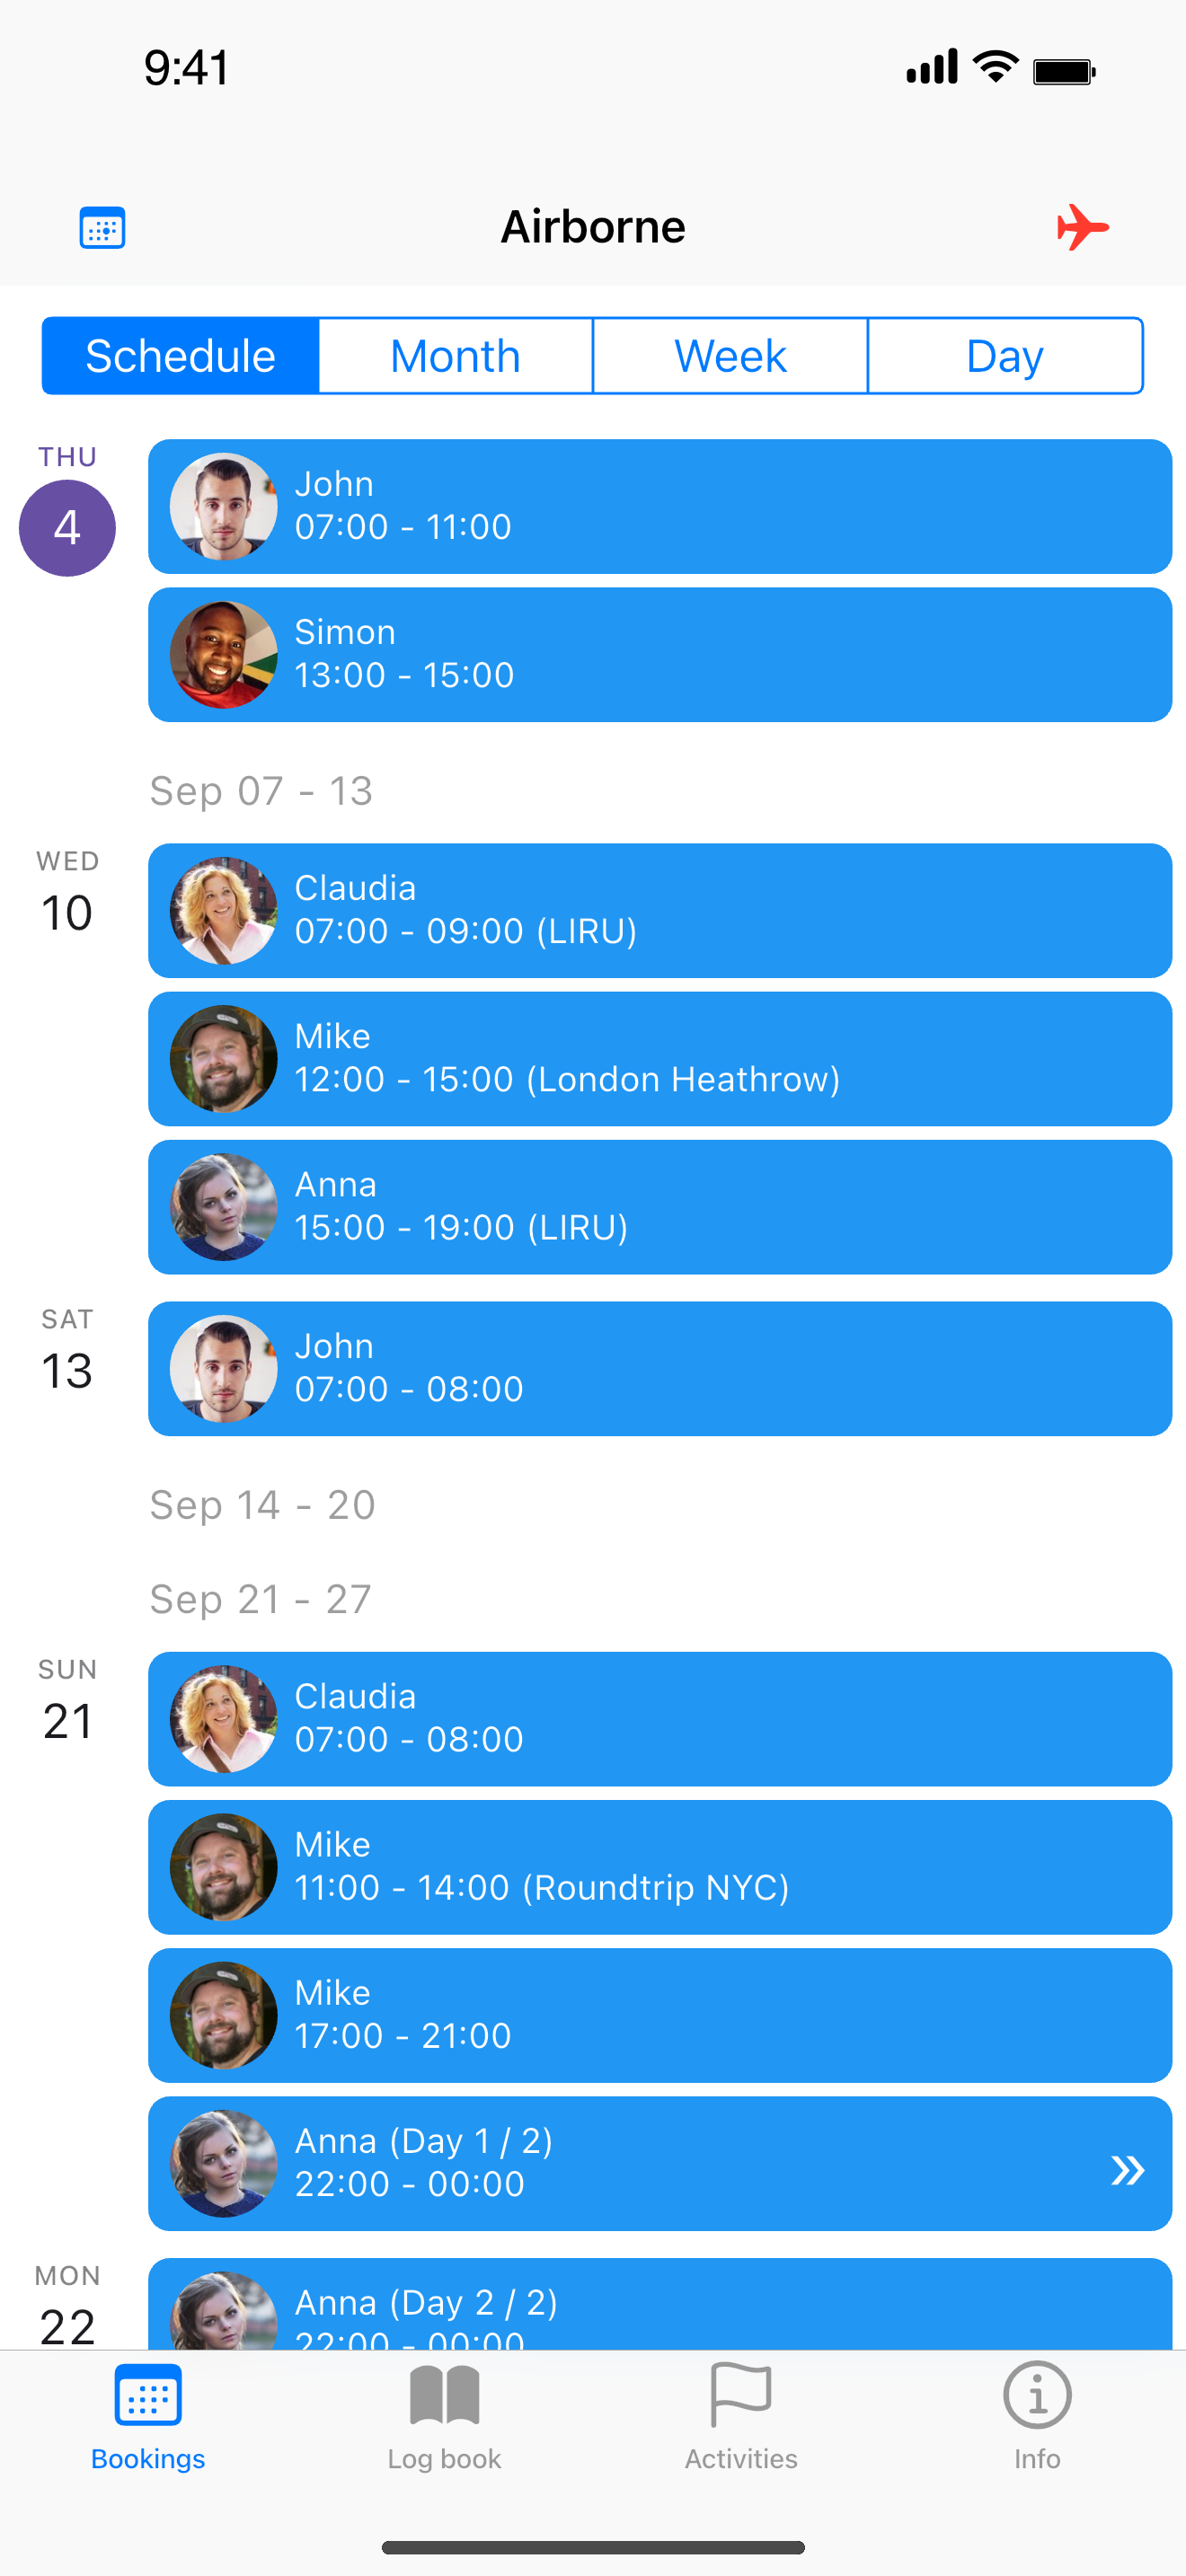 9:41
Airborne
Schedule Month Week Day
THU
4
John
07:00 - 11:00
Simon
13:00 - 15:00
Sep 07 - 13
WED
10
Claudia
07:00 - 09:00 (LIRU)
Mike
12:00 - 15:00 (London Heathrow)
Anna
15:00 - 19:00 (LIRU)
SAT
13
John
07:00 - 08:00
Sep 14 - 20
Sep 21 - 27
SUN
21
Claudia
07:00 - 08:00
Mike
11:00 - 14:00 (Roundtrip NYC)
Mike
17:00 - 21:00
Anna (Day 1 / 2)
22:00 - 00:00
MON
22
Anna (Day 2 / 2)
22:00 - 00:00
Bookings Log book Activities Info